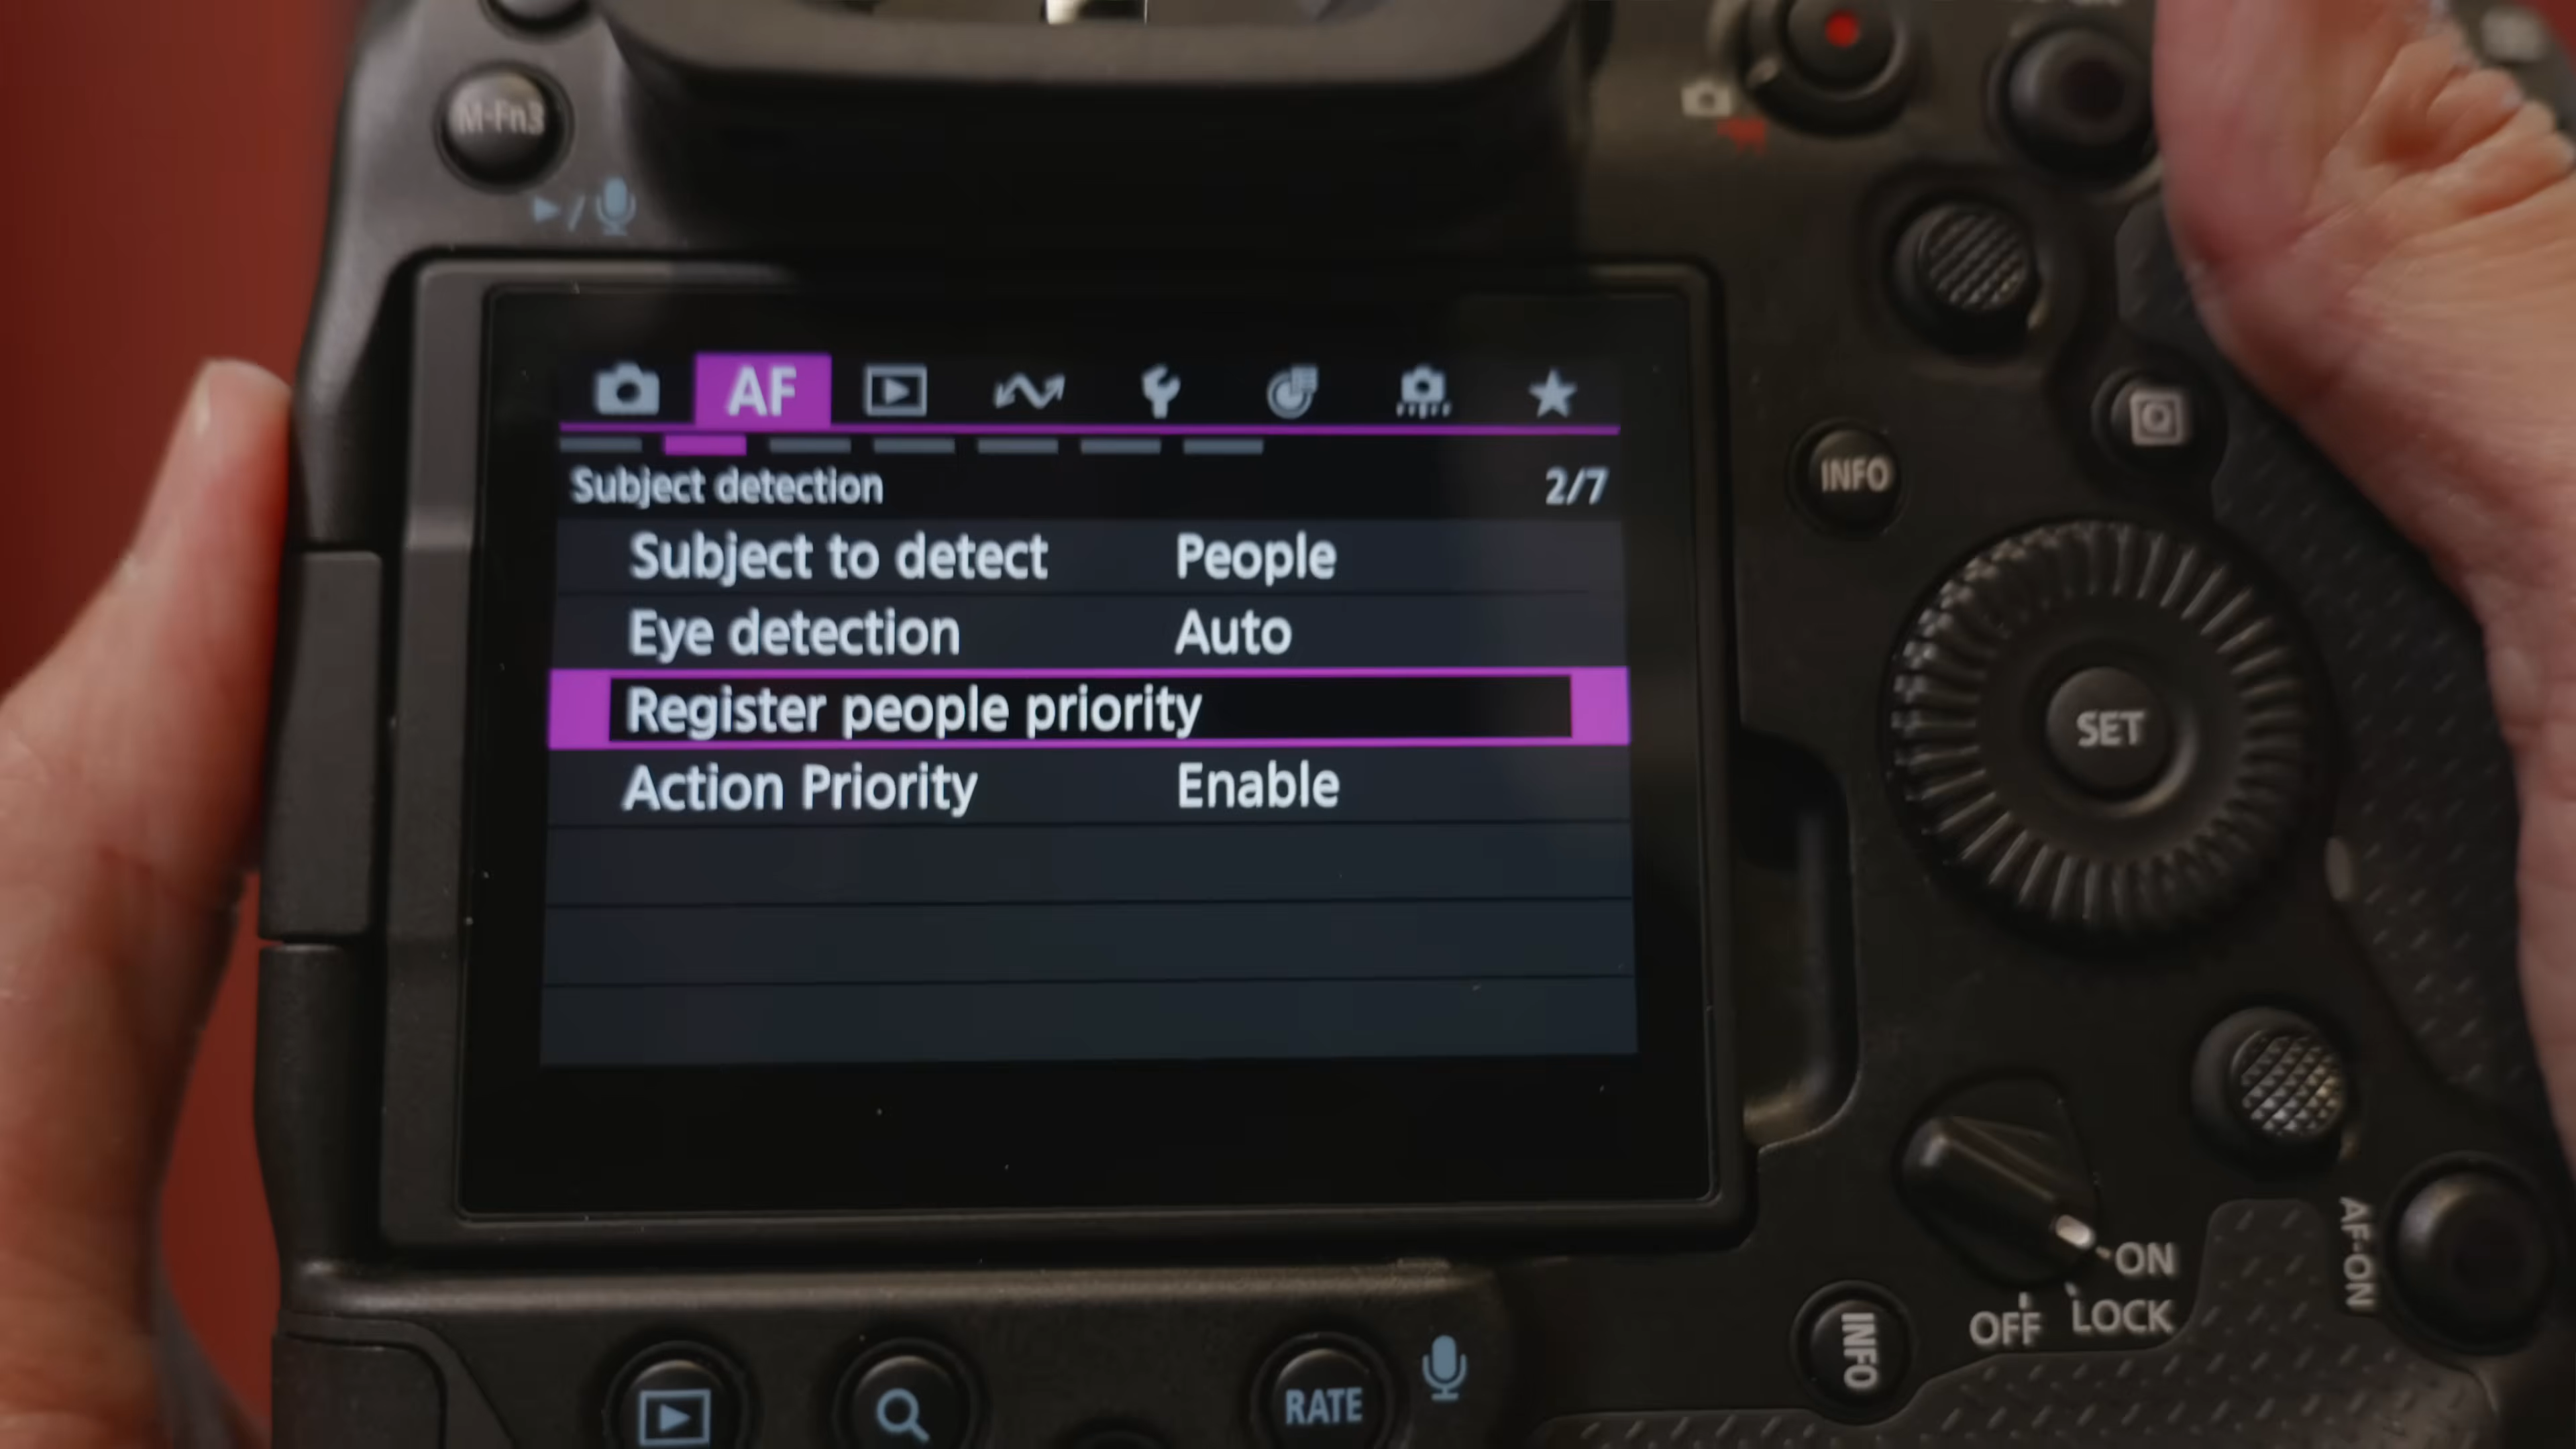 M-Fn3
AF
Subject detection 2/7
Subject to detect People
Eye detection Auto
Register people priority
Action Priority Enable
INFO
SET
ON
OFF LOCK
AF-ON
INFO
RATE